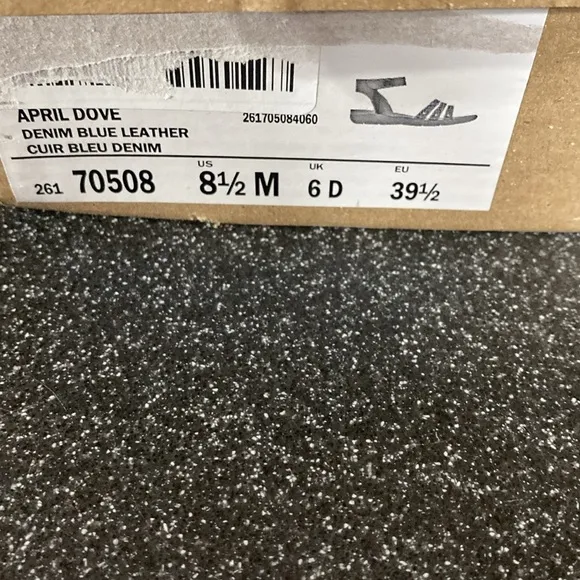 APRIL DOVE
261705084060
DENIM BLUE LEATHER
CUIR BLEU DENIM
US UK EU
261 70508 8½ M 6 D 39½